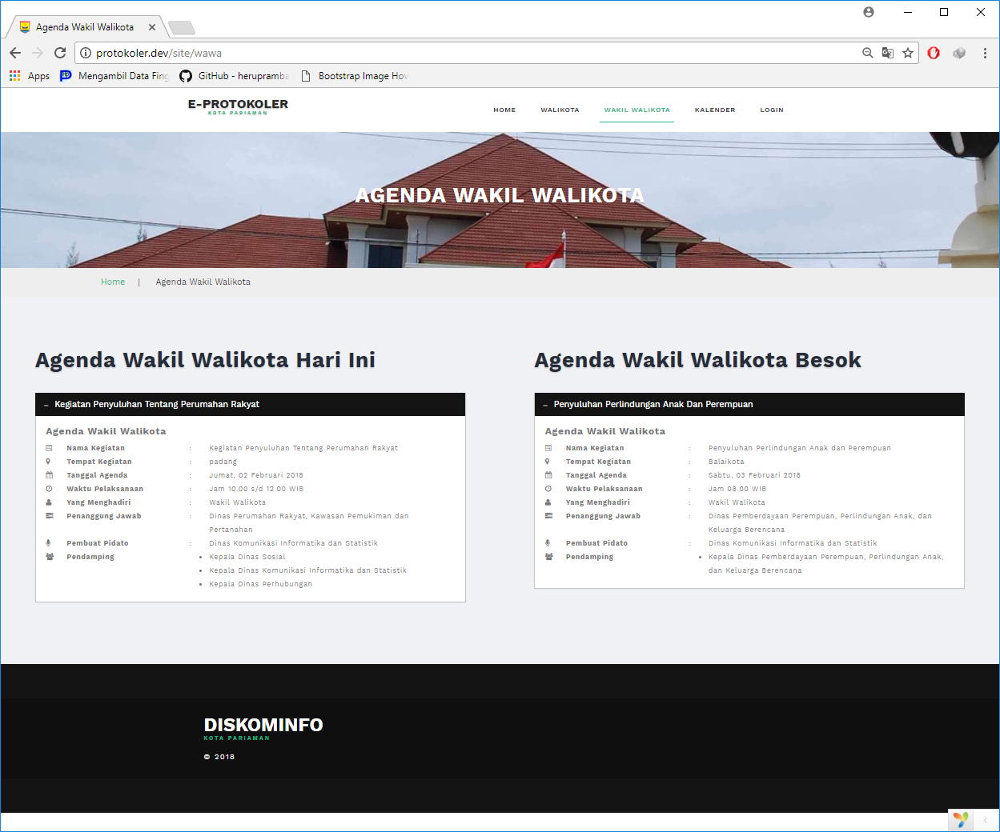 Agenda Wakil Walikota
protokoler.dev/site/wawa
Apps Mengambil Data Fing GitHub - herupramba Bootstrap Image Hov
E-PROTOKOLER
KOTA PARIAMAN
HOME WALIKOTA WAKIL WALIKOTA KALENDER LOGIN
AGENDA WAKIL WALIKOTA
Home | Agenda Wakil Walikota
Agenda Wakil Walikota Hari Ini
– Kegiatan Penyuluhan Tentang Perumahan Rakyat
Agenda Wakil Walikota
Nama Kegiatan : Kegiatan Penyuluhan Tentang Perumahan Rakyat
Tempat Kegiatan : padang
Tanggal Agenda : Jumat, 02 Februari 2018
Waktu Pelaksanaan : Jam 10.00 s/d 12.00 WIB
Yang Menghadiri : Wakil Walikota
Penanggung Jawab : Dinas Perumahan Rakyat, Kawasan Pemukiman dan
Pertanahan
Pembuat Pidato : Dinas Komunikasi Informatika dan Statistik
Pendamping • Kepala Dinas Sosial
• Kepala Dinas Komunikasi Informatika dan Statistik
• Kepala Dinas Perhubungan
Agenda Wakil Walikota Besok
– Penyuluhan Perlindungan Anak Dan Perempuan
Agenda Wakil Walikota
Nama Kegiatan : Penyuluhan Perlindungan Anak dan Perempuan
Tempat Kegiatan : Balaikota
Tanggal Agenda : Sabtu, 03 Februari 2018
Waktu Pelaksanaan : Jam 08.00 WIB
Yang Menghadiri : Wakil Walikota
Penanggung Jawab : Dinas Pemberdayaan Perempuan, Perlindungan Anak, dan
Keluarga Berencana
Pembuat Pidato : Dinas Komunikasi Informatika dan Statistik
Pendamping • Kepala Dinas Pemberdayaan Perempuan, Perlindungan Anak,
dan Keluarga Berencana
DISKOMINFO
KOTA PARIAMAN
© 2018